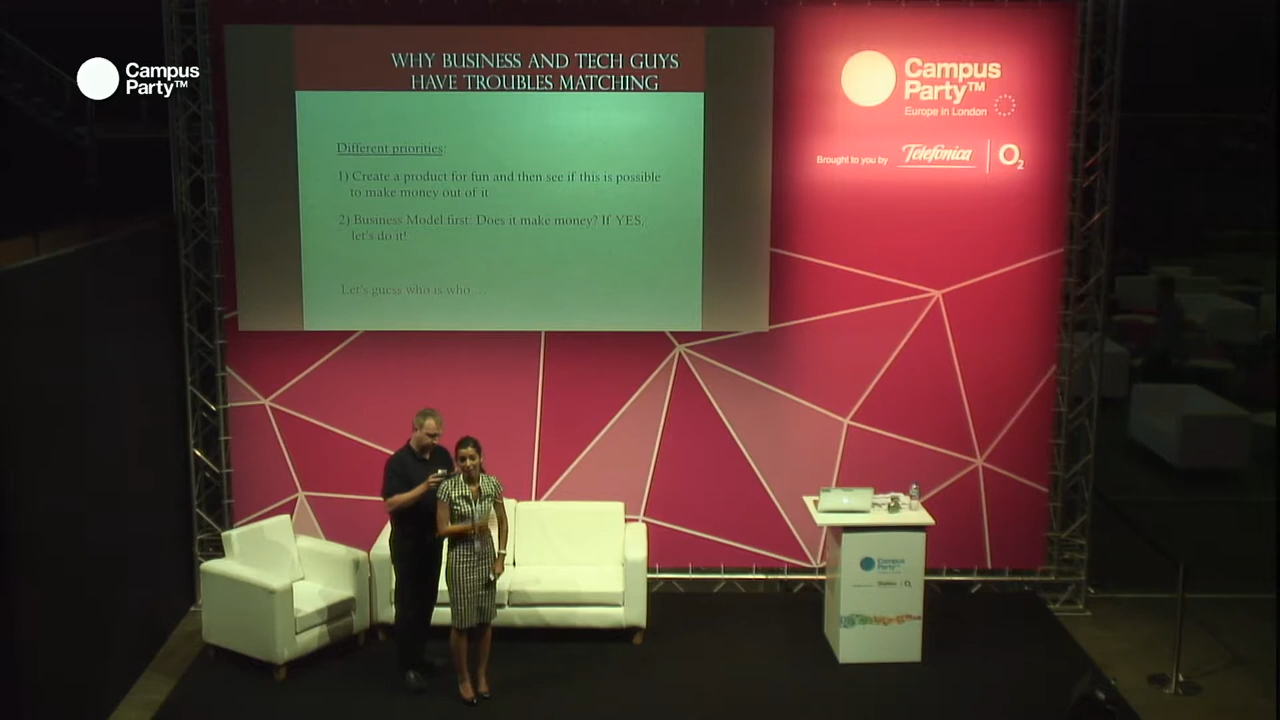 Campus
Party™
WHY BUSINESS AND TECH GUYS
HAVE TROUBLES MATCHING
Different priorities:
1) Create a product for fun and then see if this is possible
to make money out of it
2) Business Model first: Does it make money? If YES,
let's do it!
Let's guess who is who ...
Campus
Party™
Europe in London
Brought to you by
Telefónica
O2
Campus
Party